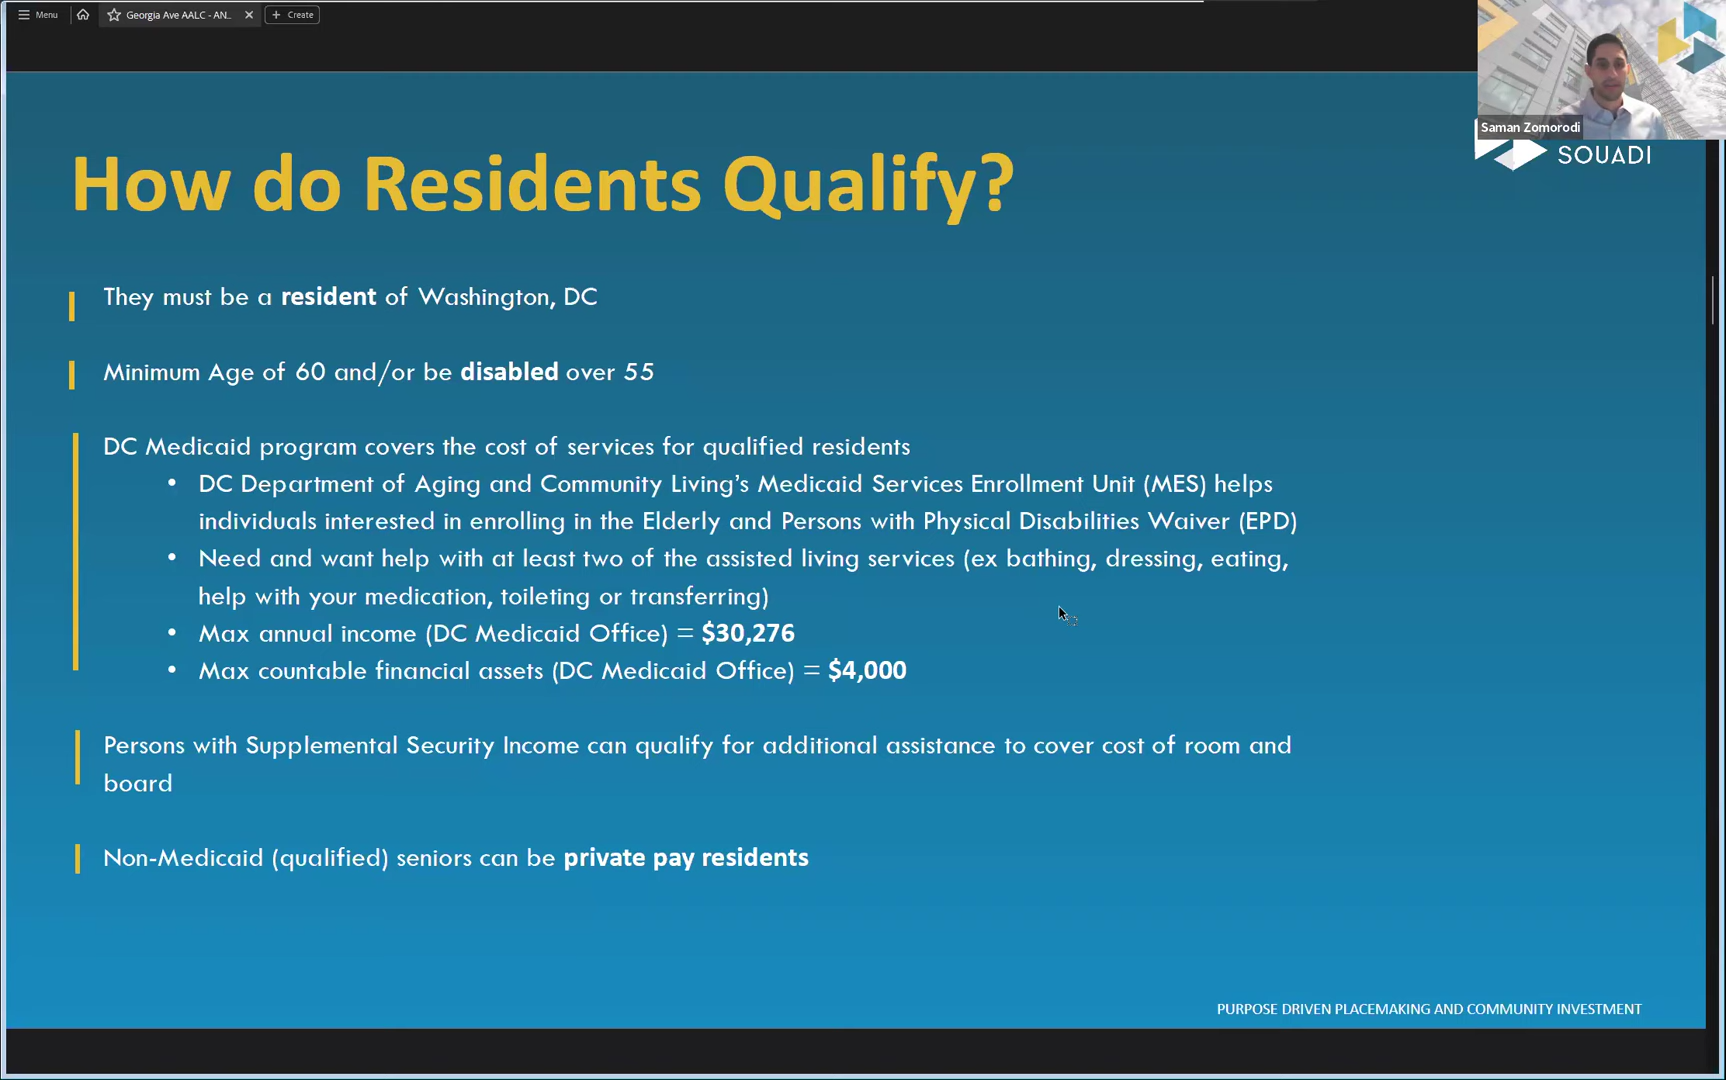 Menu
Georgia Ave AALC - AN..
Create
Saman Zomorodi
SOUADI
How do Residents Qualify?
They must be a resident of Washington, DC
Minimum Age of 60 and/or be disabled over 55
DC Medicaid program covers the cost of services for qualified residents
• DC Department of Aging and Community Living's Medicaid Services Enrollment Unit (MES) helps
individuals interested in enrolling in the Elderly and Persons with Physical Disabilities Waiver (EPD)
• Need and want help with at least two of the assisted living services (ex bathing, dressing, eating,
help with your medication, toileting or transferring)
• Max annual income (DC Medicaid Office) = $30,276
• Max countable financial assets (DC Medicaid Office) = $4,000
Persons with Supplemental Security Income can qualify for additional assistance to cover cost of room and
board
Non-Medicaid (qualified) seniors can be private pay residents
PURPOSE DRIVEN PLACEMAKING AND COMMUNITY INVESTMENT